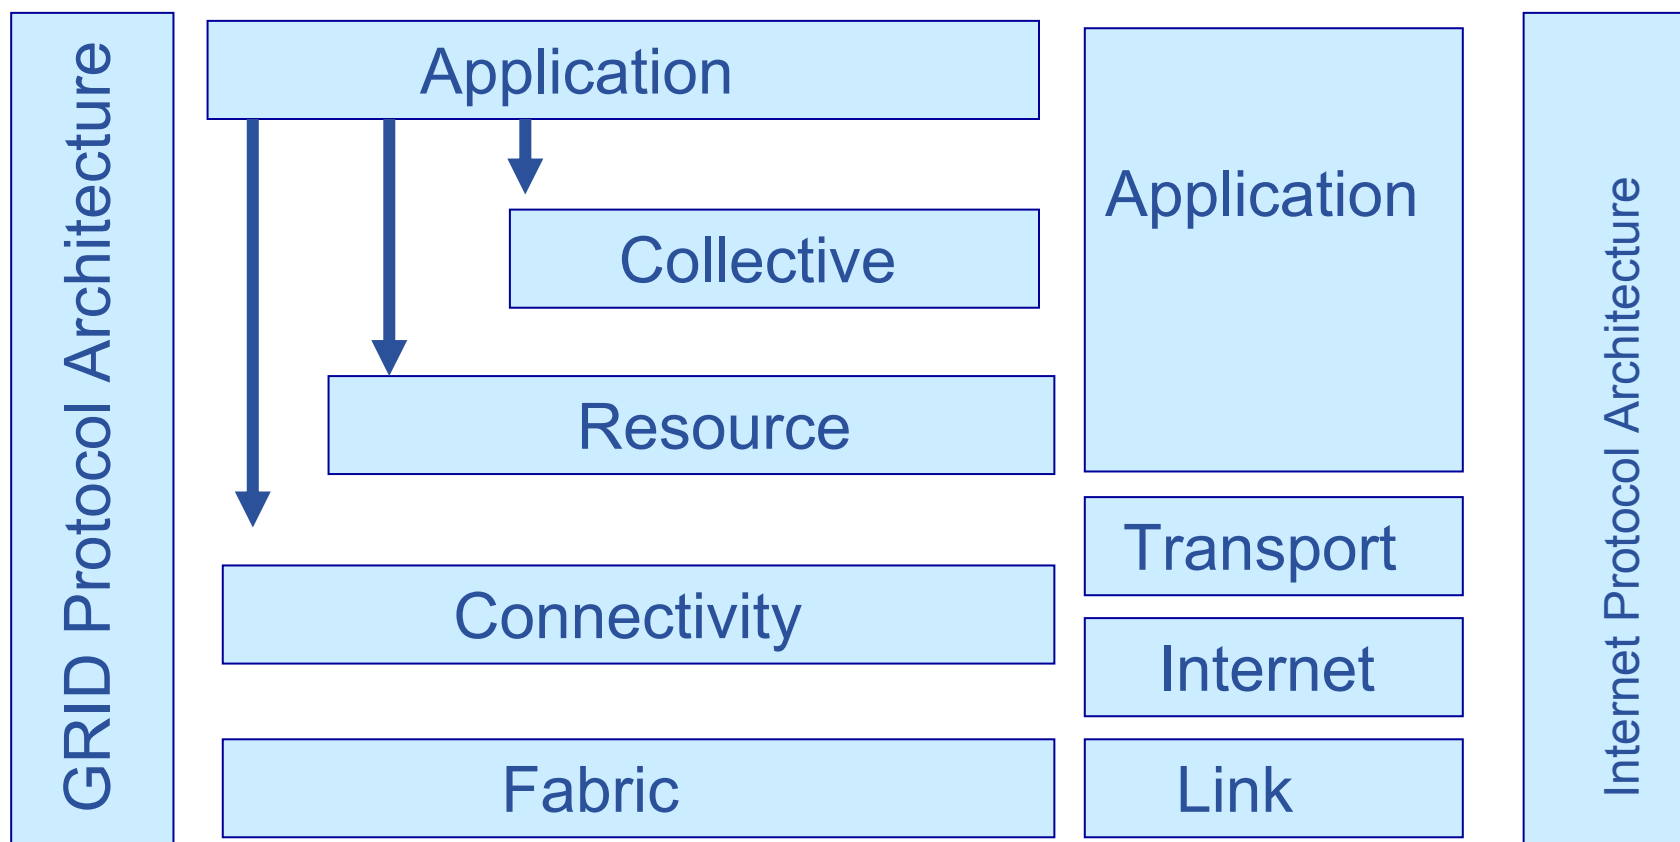 GRID Protocol Architecture
Application
Collective
Resource
Connectivity
Fabric
Application
Transport
Internet
Link
Internet Protocol Architecture